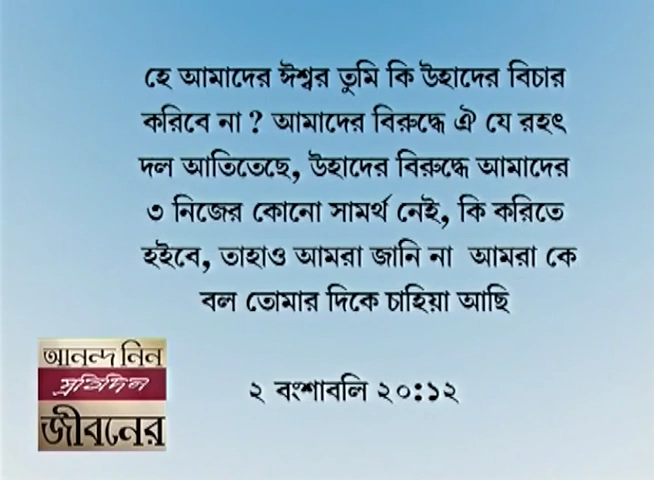 হে আমাদের ঈশ্বর তুমি কি উহাদের বিচার
করিবে না ? আমাদের বিরুদ্ধে ঐ যে রহৎ
দল আতিতেছে, উহাদের বিরুদ্ধে আমাদের
৩ নিজের কোনো সামর্থ নেই, কি করিতে
হইবে, তাহাও আমরা জানি না আমরা কে
বল তোমার দিকে চাহিয়া আছি
২ বংশাবলি ২০:১২
আনন্দ নিন
প্রতিদিন
জীবনের